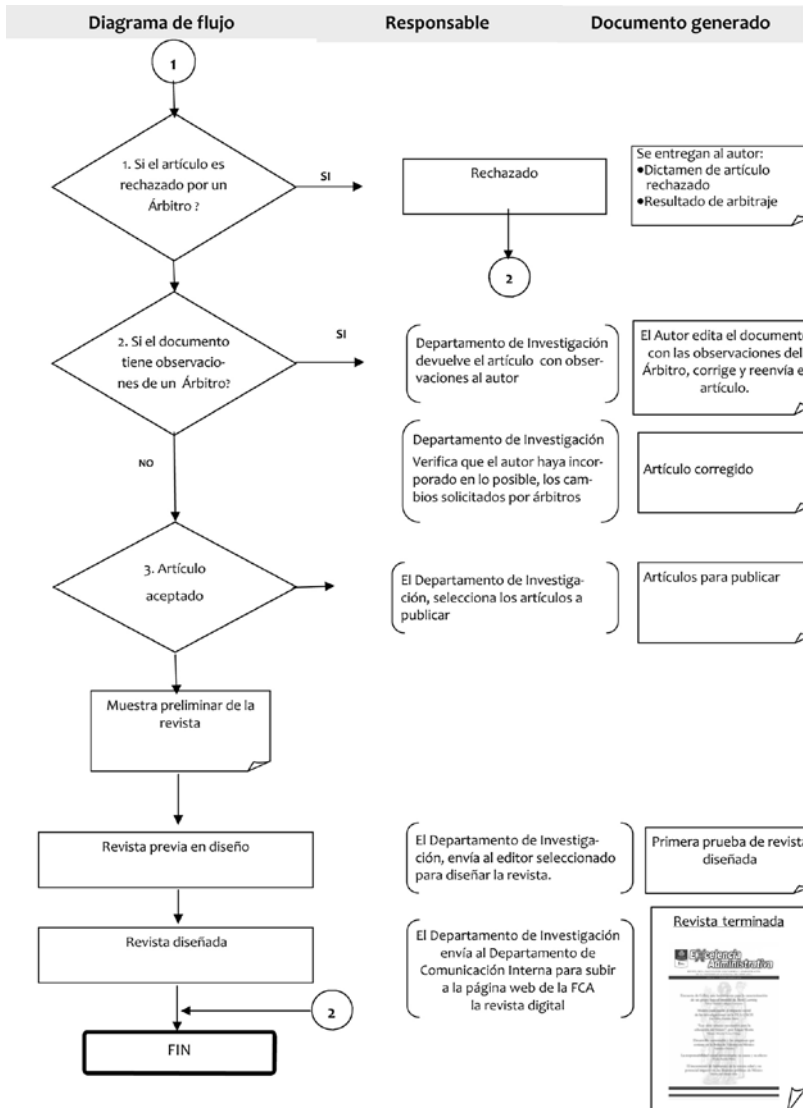 Diagrama de flujo
Responsable
Documento generado
1
1. Si el artículo es
rechazado por un
Árbitro ?
SI
Rechazado
Se entregan al autor:
•Dictamen de artículo
rechazado
•Resultado de arbitraje
2
2. Si el documento
tiene observacio-
nes de un Árbitro?
SI
Departamento de Investigación
devuelve el artículo con obser-
vaciones al autor
El Autor edita el documento
con las observaciones del
Árbitro, corrige y reenvía e
artículo.
NO
Departamento de Investigación
Verifica que el autor haya incor-
porado en lo posible, los cam-
bios solicitados por árbitros
Artículo corregido
3. Artículo
aceptado
El Departamento de Investiga-
ción, selecciona los artículos a
publicar
Artículos para publicar
Muestra preliminar de la
revista
Revista previa en diseño
El Departamento de Investiga-
ción, envía al editor seleccionado
para diseñar la revista.
Primera prueba de revista
diseñada
Revista diseñada
El Departamento de Investigación
envía al Departamento de
Comunicación Interna para subir
a la página web de la FCA
la revista digital
Revista terminada
Excelencia
Administrativa
2
FIN